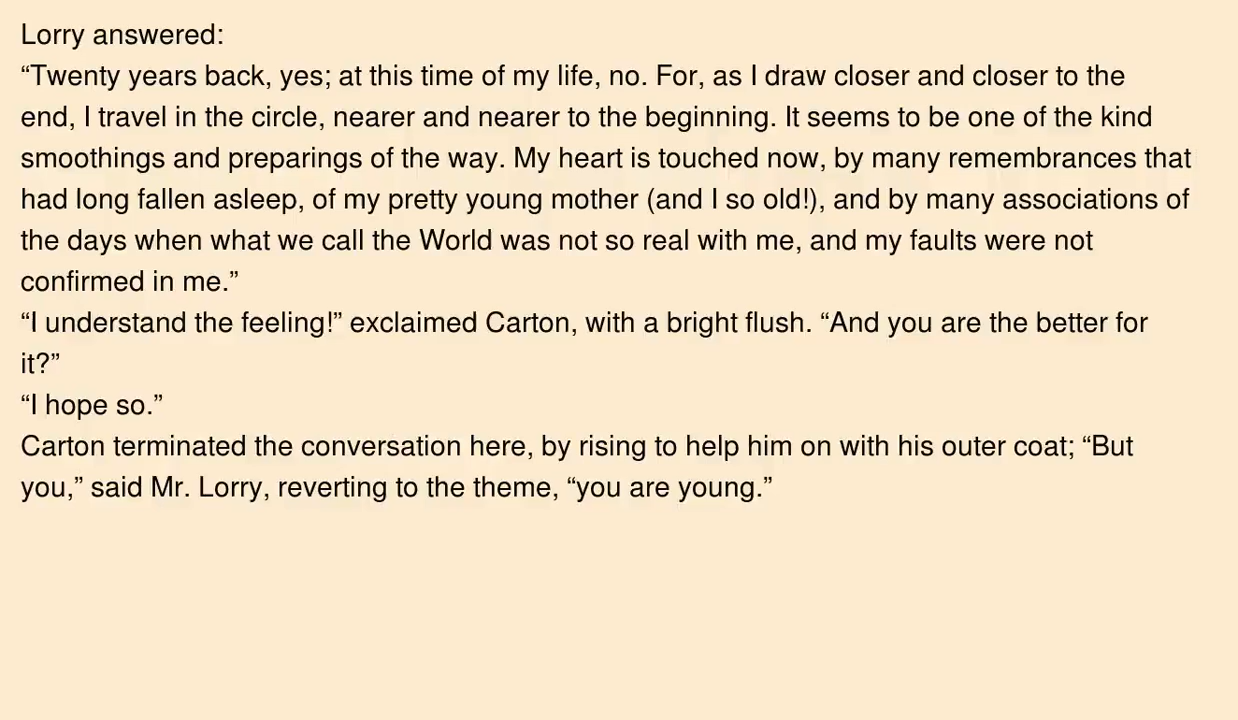 Lorry answered:
“Twenty years back, yes; at this time of my life, no. For, as I draw closer and closer to the
end, I travel in the circle, nearer and nearer to the beginning. It seems to be one of the kind
smoothings and preparings of the way. My heart is touched now, by many remembrances that
had long fallen asleep, of my pretty young mother (and I so old!), and by many associations of
the days when what we call the World was not so real with me, and my faults were not
confirmed in me.”
“I understand the feeling!” exclaimed Carton, with a bright flush. “And you are the better for
it?”
“I hope so.”
Carton terminated the conversation here, by rising to help him on with his outer coat; “But
you,” said Mr. Lorry, reverting to the theme, “you are young.”